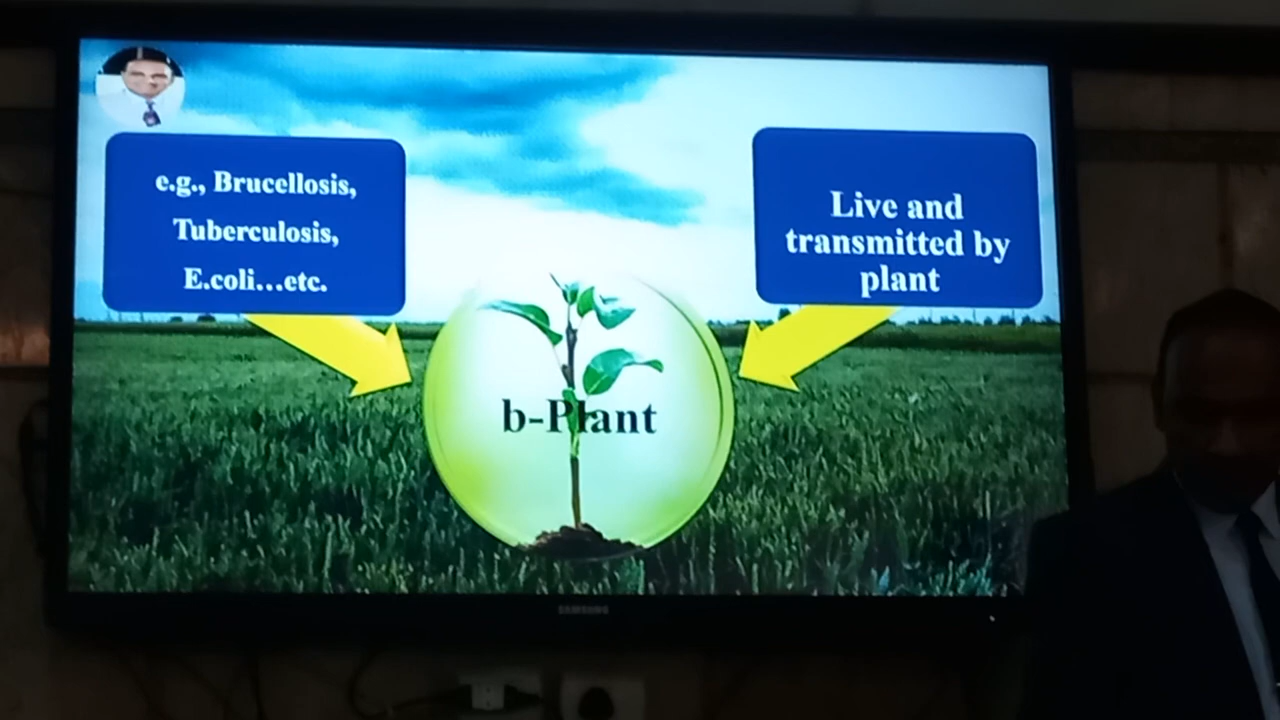 e.g., Brucellosis,
Tuberculosis,
E.coli...etc.
Live and
transmitted by
plant
b-Plant
SAMSUNG